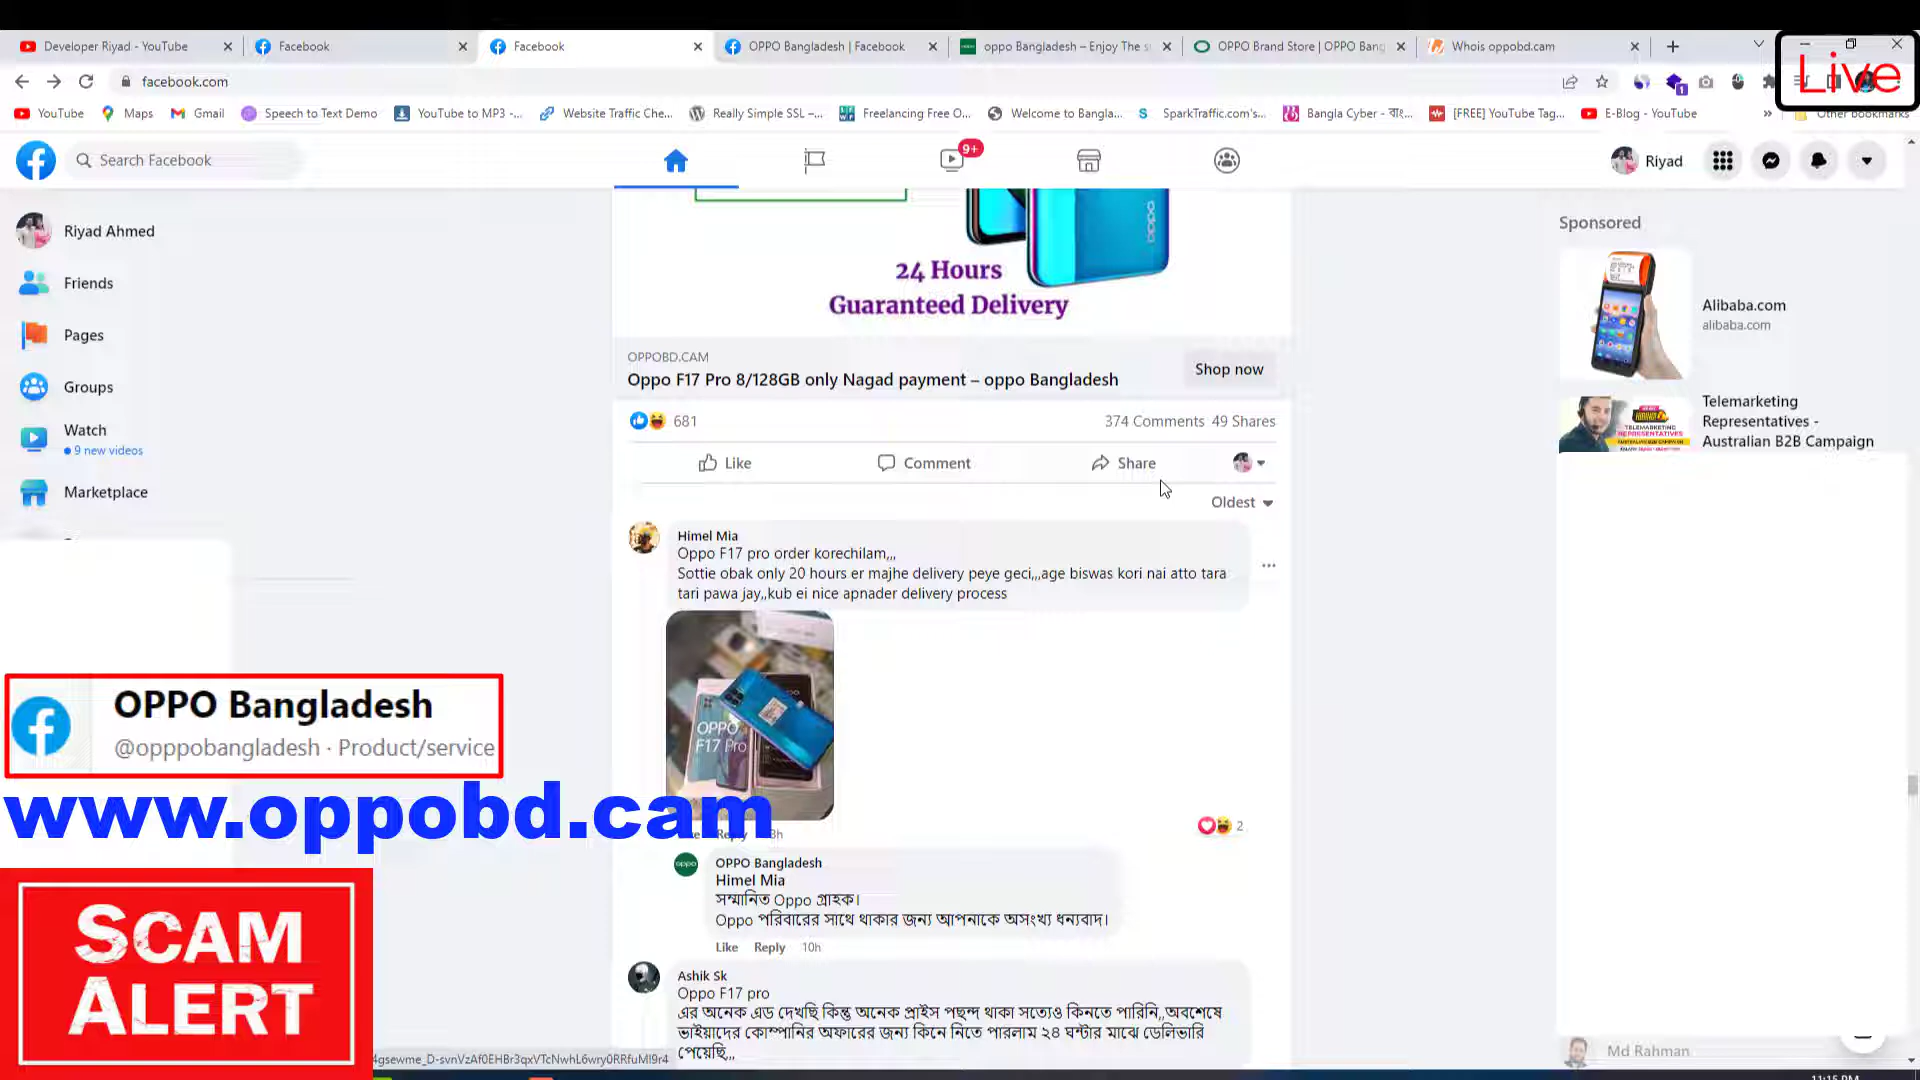 Developer Riyad - YouTube
Facebook
Facebook
OPPO Bangladesh | Facebook
oppo Bangladesh – Enjoy The s
OPPO Brand Store | OPPO Bang
Whois oppobd.cam
Live
facebook.com
YouTube
Maps
Gmail
Speech to Text Demo
YouTube to MP3 -...
Website Traffic Che...
Really Simple SSL –...
Freelancing Free O...
Welcome to Bangla...
SparkTraffic.com's...
Bangla Cyber - বাং...
[FREE] YouTube Tag...
E-Blog - YouTube
Other bookmarks
Search Facebook
9+
Riyad
Riyad Ahmed
Friends
Pages
Groups
Watch
9 new videos
Marketplace
oppo
24 Hours
Guaranteed Delivery
OPPOBD.CAM
Oppo F17 Pro 8/128GB only Nagad payment – oppo Bangladesh
Shop now
681
374 Comments 49 Shares
Like
Comment
Share
Oldest
Himel Mia
Oppo F17 pro order korechilam,,,
Sottie obak only 20 hours er majhe delivery peye geci,,,age biswas kori nai atto tara
tari pawa jay,,kub ei nice apnader delivery process
OPPO
F17 Pro
Reply
2
OPPO Bangladesh
Himel Mia
সম্মানিত Oppo গ্রাহক।
Oppo পরিবারের সাথে থাকার জন্য আপনাকে অসংখ্য ধন্যবাদ।
Like Reply 10h
Ashik Sk
Oppo F17 pro
এর অনেক এড দেখছি কিন্তু অনেক প্রাইস পছন্দ থাকা সত্যেও কিনতে পারিনি,,অবশেষে
ভাইয়াদের কোম্পানির অফারের জন্য কিনে নিতে পারলাম ২৪ ঘন্টার মাঝে ডেলিভারি
পেয়েছি,,,
Sponsored
Alibaba.com
alibaba.com
Telemarketing
Representatives -
Australian B2B Campaign
Md Rahman
OPPO Bangladesh
@opppobangladesh · Product/service
www.oppobd.cam
SCAM
ALERT